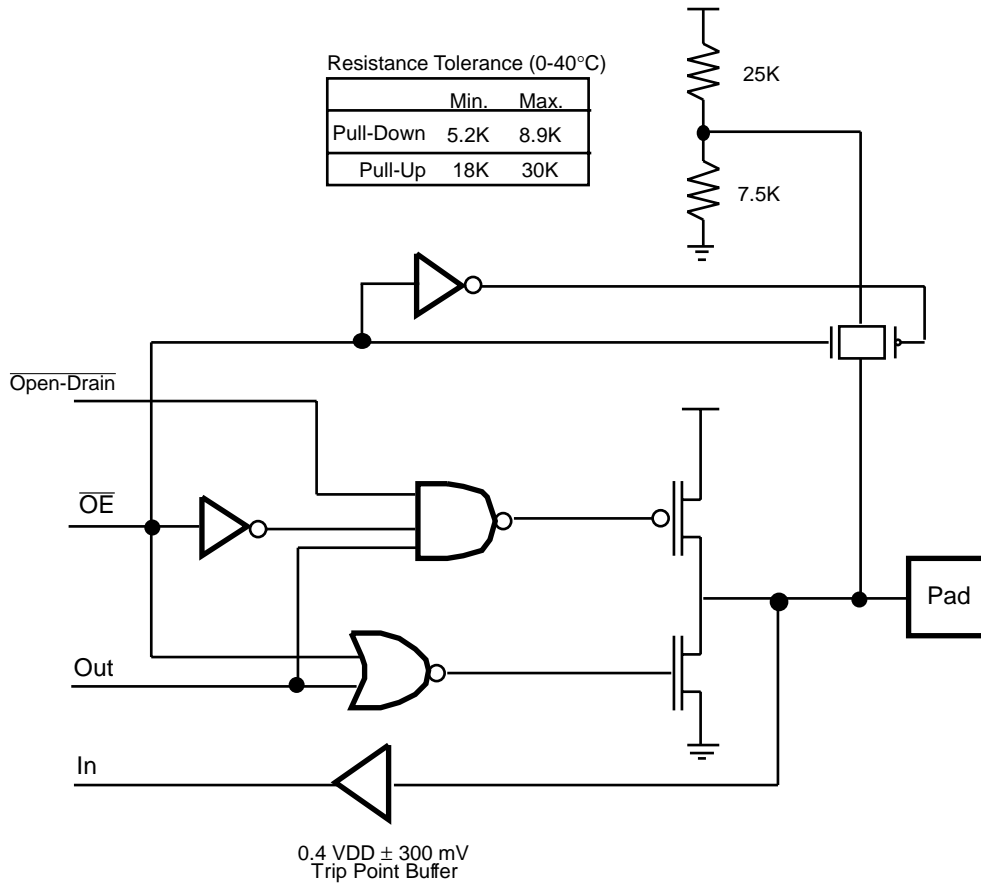 Resistance Tolerance (0-40°C)
Min. Max.
Pull-Down 5.2K 8.9K
Pull-Up 18K 30K
25K
7.5K
Open-Drain
OE
Out
In
Pad
0.4 VDD ± 300 mV
Trip Point Buffer